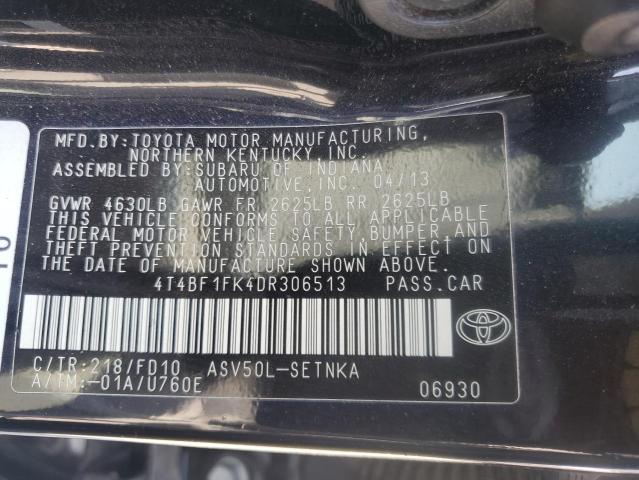 MFD.BY:TOYOTA MOTOR MANUFACTURING,
NORTHERN KENTUCKY,INC.
ASSEMBLED BY:SUBARU OF INDIANA
AUTOMOTIVE,INC. 04/13
GVWR 4630LB GAWR FR 2625LB RR 2625LB
THIS VEHICLE CONFORMS TO ALL APPLICABLE
FEDERAL MOTOR VEHICLE SAFETY, BUMPER, AND
THEFT PREVENTION STANDARDS IN EFFECT ON
THE DATE OF MANUFACTURE SHOWN ABOVE.
4T4BF1FK4DR306513 PASS.CAR
C/TR:218/FD10 ASV50L-SETNKA
A/TM:-01A/U760E 06930